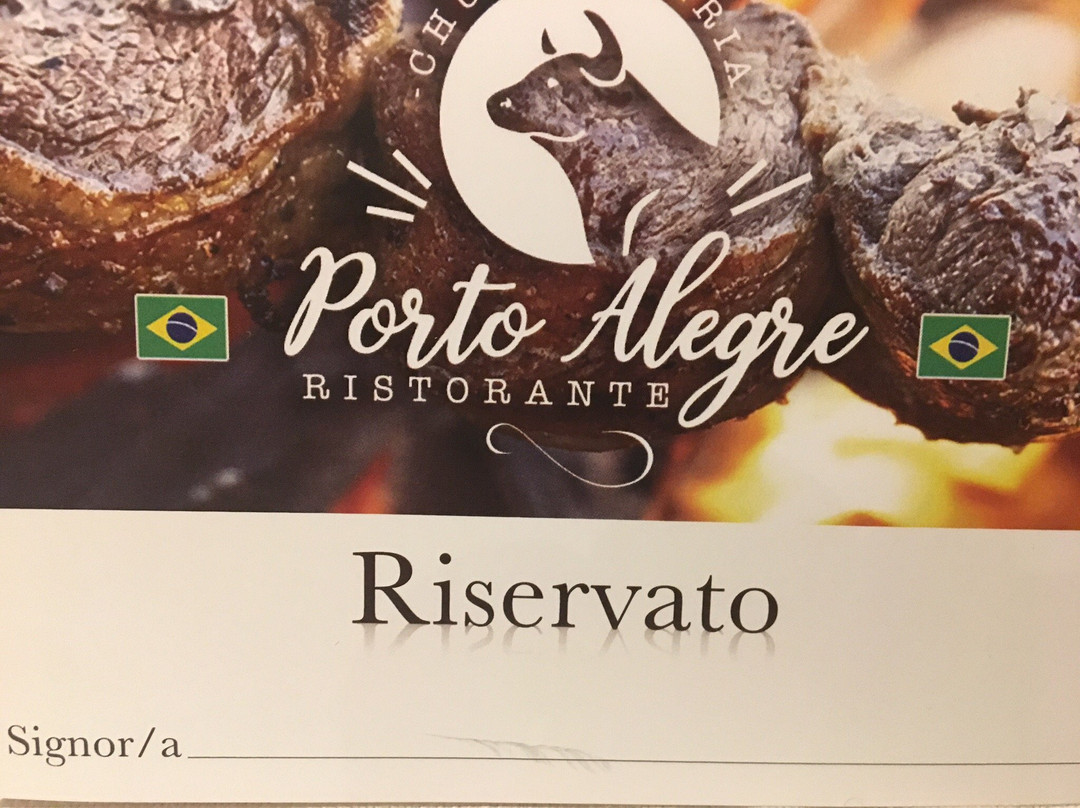 Porto Alegre
RISTORANTE
Riservato
Signor/a